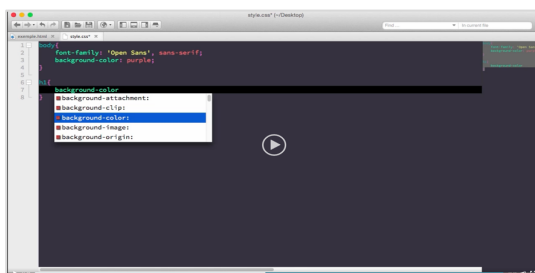 style.css* (~/Desktop)
Find ...
in current file
example.html
style.css*
1 body{
2 font-family: 'Open Sans', sans-serif;
3 background-color: purple;
4 }
5
6 h1{
7 background-color
8 }
background-attachment:
background-clip:
background-color:
background-image:
background-origin: